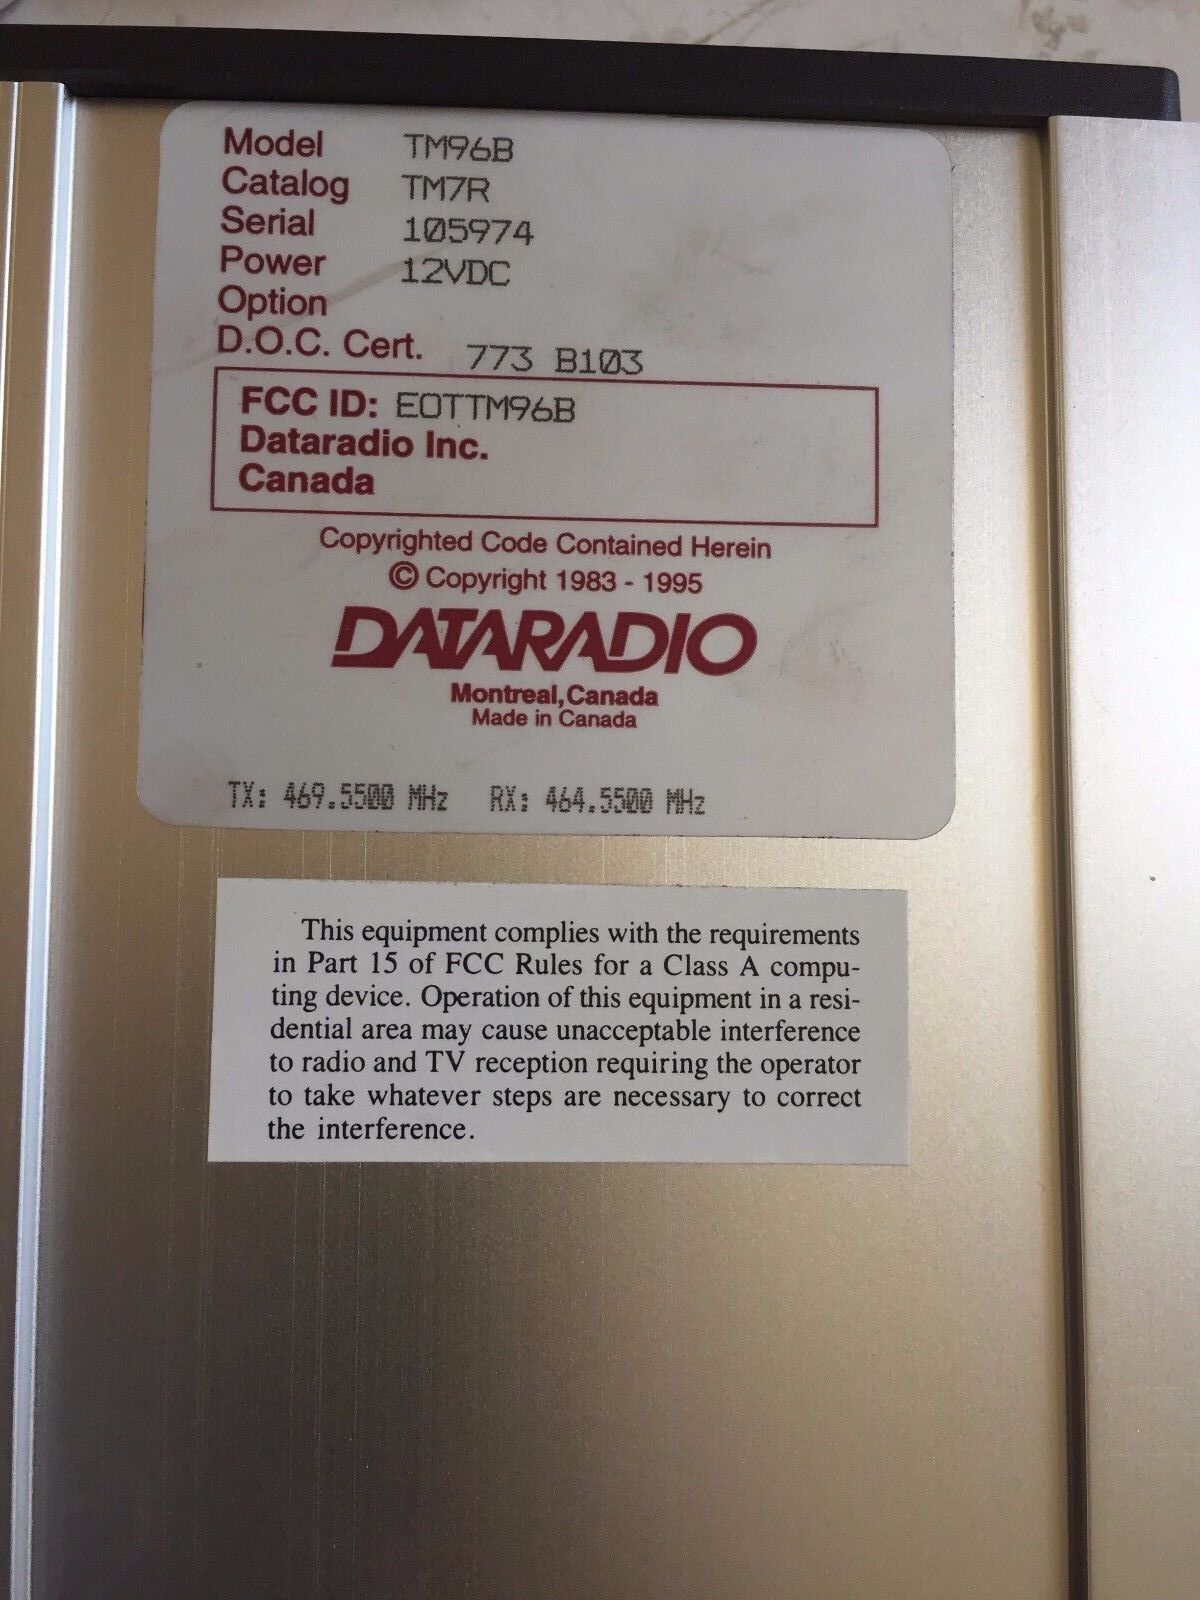 Model TM96B
Catalog TM7R
Serial 105974
Power 12VDC
Option
D.O.C. Cert. 773 B103
FCC ID: EOTTM96B
Dataradio Inc.
Canada
Copyrighted Code Contained Herein
© Copyright 1983 - 1995
DATARADIO
Montreal,Canada
Made in Canada
TX: 469.5500 MHz RX: 464.5500 MHz
This equipment complies with the requirements
in Part 15 of FCC Rules for a Class A compu-
ting device. Operation of this equipment in a resi-
dential area may cause unacceptable interference
to radio and TV reception requiring the operator
to take whatever steps are necessary to correct
the interference.